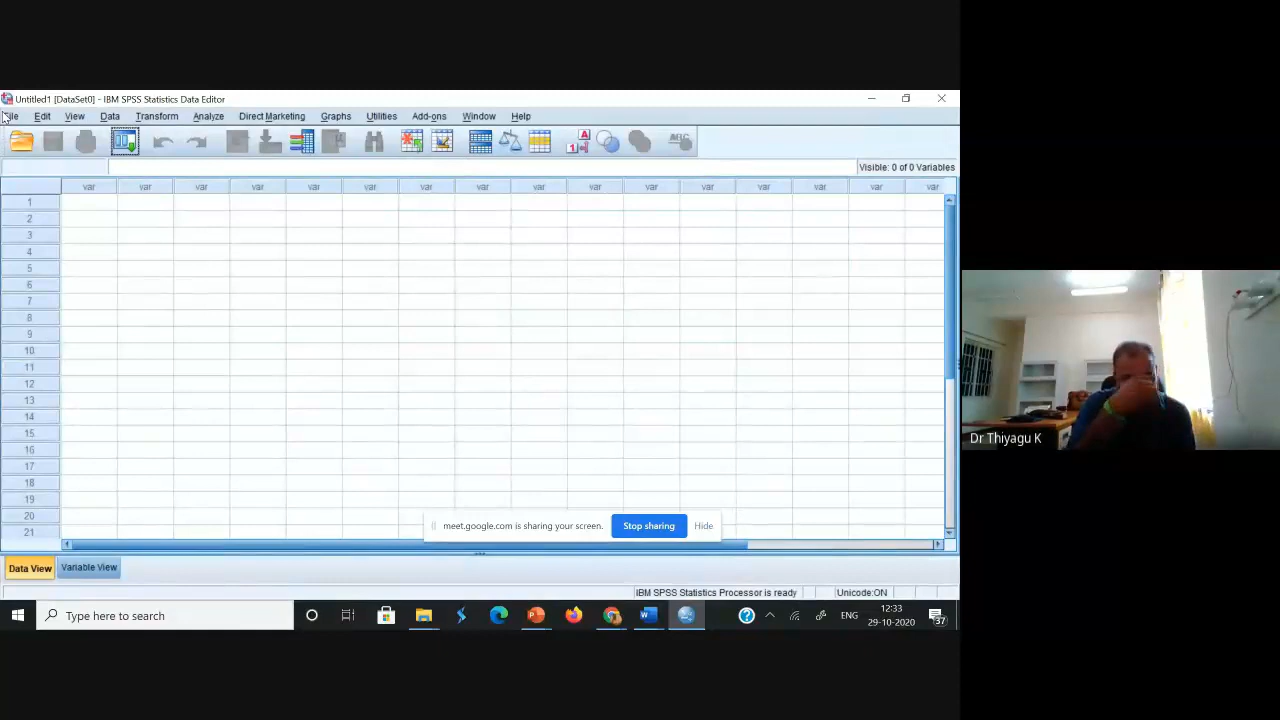 Untitled1 [DataSet0] - IBM SPSS Statistics Data Editor
File Edit View Data Transform Analyze Direct Marketing Graphs Utilities Add-ons Window Help
A
1
ABC
Visible: 0 of 0 Variables
var var var var var var var var var var var var var var var var
1
2
3
4
5
6
7
8
9
10
11
12
13
14
15
16
17
18
19
20
21
meet.google.com is sharing your screen. Stop sharing Hide
Data View Variable View
IBM SPSS Statistics Processor is ready Unicode:ON
Type here to search
ENG
12:33
29-10-2020
37
Dr Thiyagu K